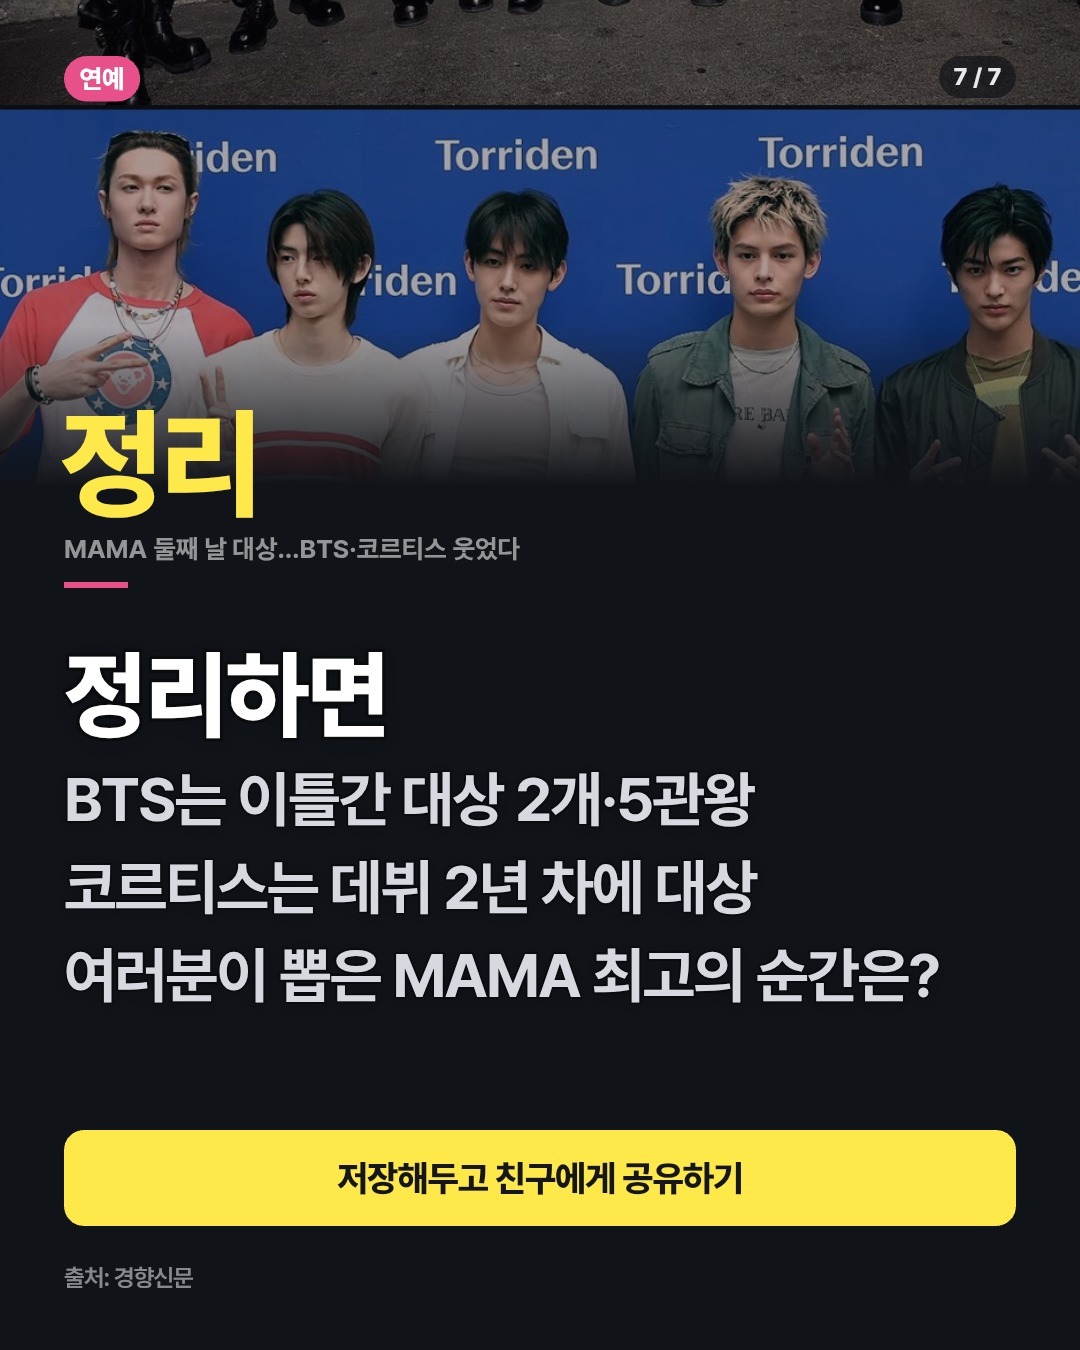 연예
7 / 7
iden
Torriden
Torriden
Torrid
riden
Torrid
de
RE BA
정리
MAMA 둘째 날 대상...BTS·코르티스 웃었다
정리하면
BTS는 이틀간 대상 2개·5관왕
코르티스는 데뷔 2년 차에 대상
여러분이 뽑은 MAMA 최고의 순간은?
저장해두고 친구에게 공유하기
출처: 경향신문